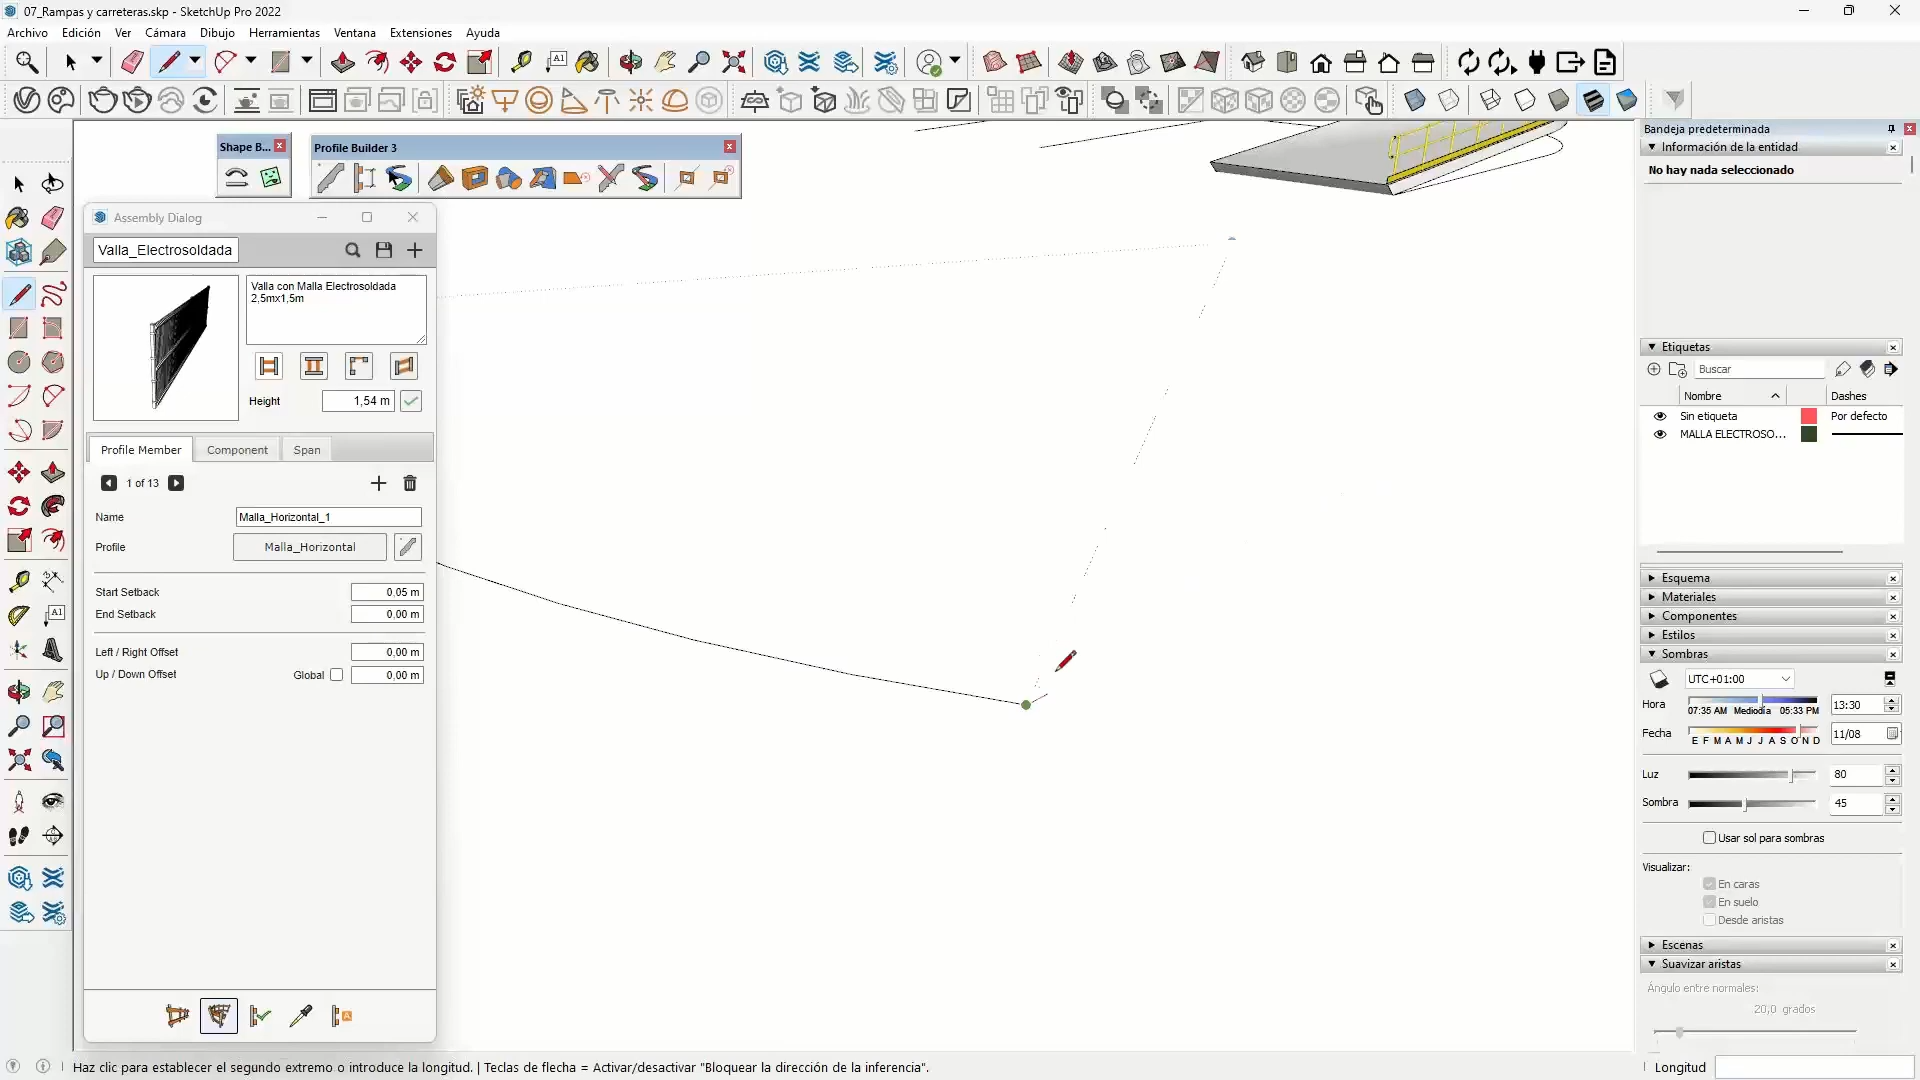 07_Rampas y carreteras.skp - SketchUp Pro 2022
Archivo Edición Ver Cámara Dibujo Herramientas Ventana Extensiones Ayuda
Shape B...
Profile Builder 3
Assembly Dialog
Valla_Electrosoldada
Valla con Malla Electrosoldada
2,5mx1,5m
Height 1,54 m
Profile Member Component Span
1 of 13
Name Malla_Horizontal_1
Profile Malla_Horizontal
Start Setback 0,05 m
End Setback 0,00 m
Left / Right Offset 0,00 m
Up / Down Offset Global 0,00 m
Bandeja predeterminada
Información de la entidad
No hay nada seleccionado
Etiquetas
Buscar
Nombre Dashes
Sin etiqueta Por defecto
MALLA ELECTROSO...
Esquema
Materiales
Componentes
Estilos
Sombras
UTC+01:00
Hora 07:35 AM Mediodía 05:33 PM 13:30
Fecha E F M A M J J A S O N D 11/08
Luz 80
Sombra 45
Usar sol para sombras
Visualizar:
En caras
En suelo
Desde aristas
Escenas
Suavizar aristas
Ángulo entre normales:
20,0 grados
Haz clic para establecer el segundo extremo o introduce la longitud. | Teclas de flecha = Activar/desactivar "Bloquear la dirección de la inferencia".
Longitud